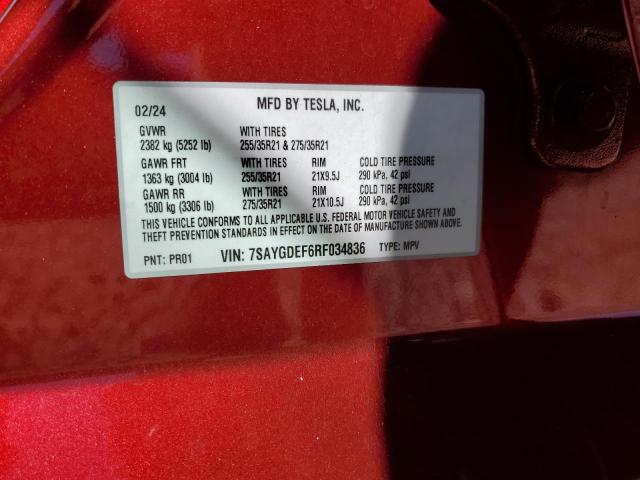 02/24 MFD BY TESLA, INC.
GVWR WITH TIRES
2382 kg (5252 lb) 255/35R21 & 275/35R21
GAWR FRT WITH TIRES RIM COLD TIRE PRESSURE
1363 kg (3004 lb) 255/35R21 21X9.5J 290 kPa, 42 psi
GAWR RR WITH TIRES RIM COLD TIRE PRESSURE
1500 kg (3306 lb) 275/35R21 21X10.5J 290 kPa, 42 psi
THIS VEHICLE CONFORMS TO ALL APPLICABLE U.S. FEDERAL MOTOR VEHICLE SAFETY AND
THEFT PREVENTION STANDARDS IN EFFECT ON THE DATE OF MANUFACTURE SHOWN ABOVE.
PNT: PR01 VIN: 7SAYGDEF6RF034836 TYPE: MPV